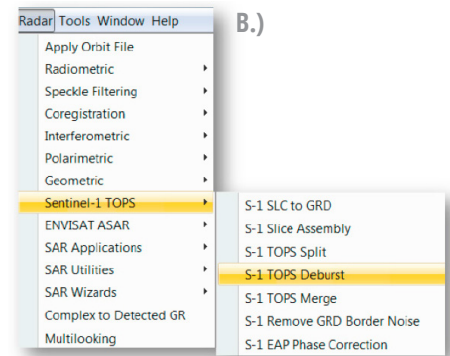 Radar Tools Window Help
B.)
Apply Orbit File
Radiometric
Speckle Filtering
Coregistration
Interferometric
Polarimetric
Geometric
Sentinel-1 TOPS
ENVISAT ASAR
SAR Applications
SAR Utilities
SAR Wizards
Complex to Detected GR
Multilooking
S-1 SLC to GRD
S-1 Slice Assembly
S-1 TOPS Split
S-1 TOPS Deburst
S-1 TOPS Merge
S-1 Remove GRD Border Noise
S-1 EAP Phase Correction